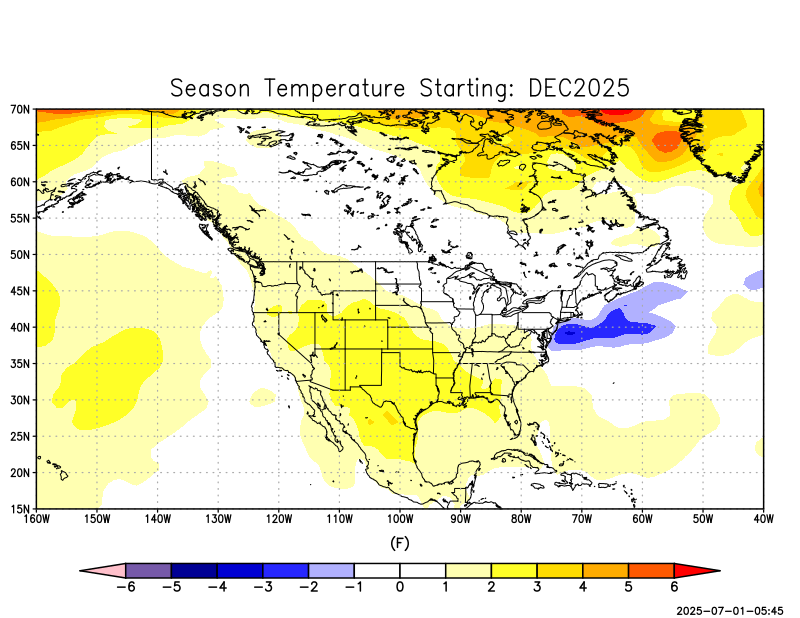 Season Temperature Starting: DEC2025
70N
65N
60N
55N
50N
45N
40N
35N
30N
25N
20N
15N
160W 150W 140W 130W 120W 110W 100W 90W 80W 70W 60W 50W 40W
(F)
−6 −5 −4 −3 −2 −1 0 1 2 3 4 5 6
2025-07-01-05:45